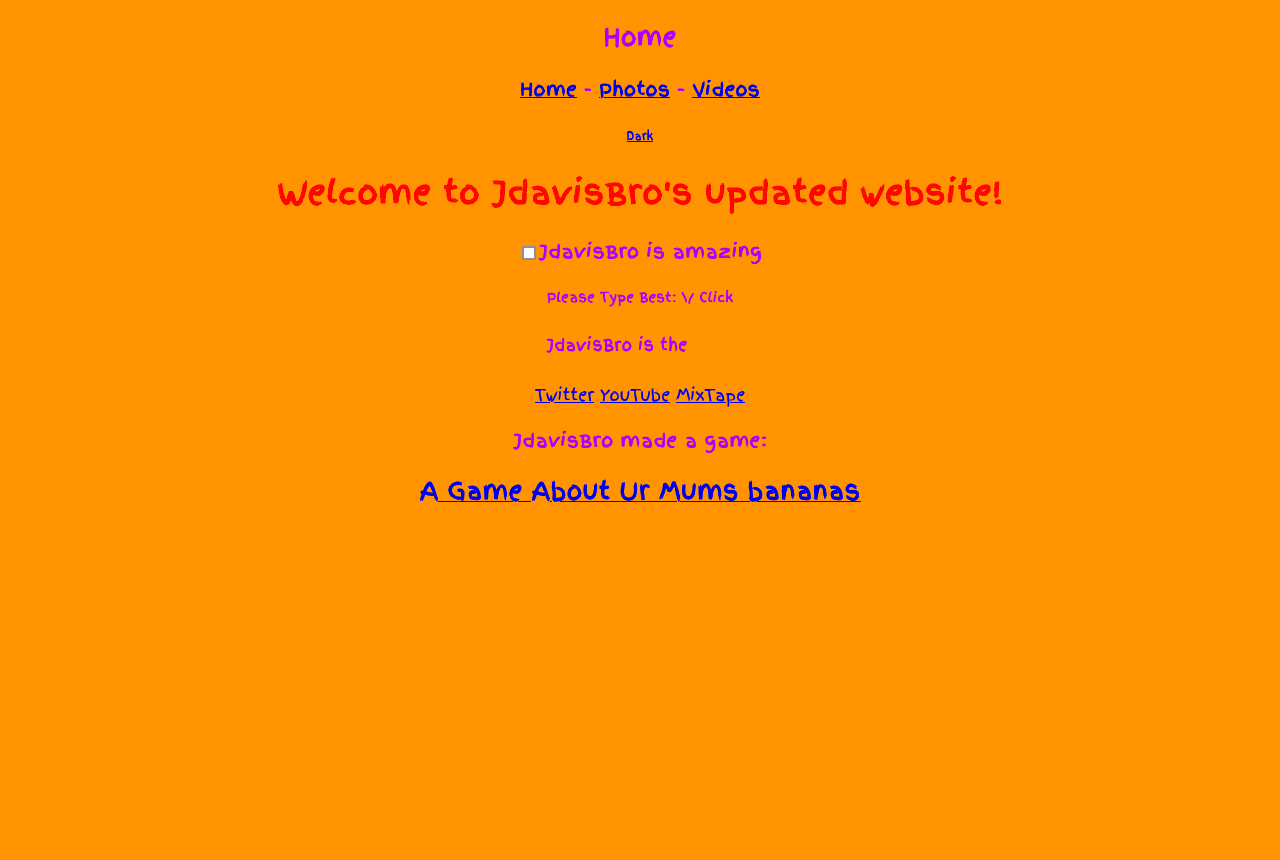 Home
Home - Photos - Videos
Dark
Welcome to JdavisBro's updated website!
JdavisBro is amazing
Please Type Best: \/ Click
JdavisBro is the
Twitter YouTube MixTape
JdavisBro made a game:
A Game About Ur Mums bananas